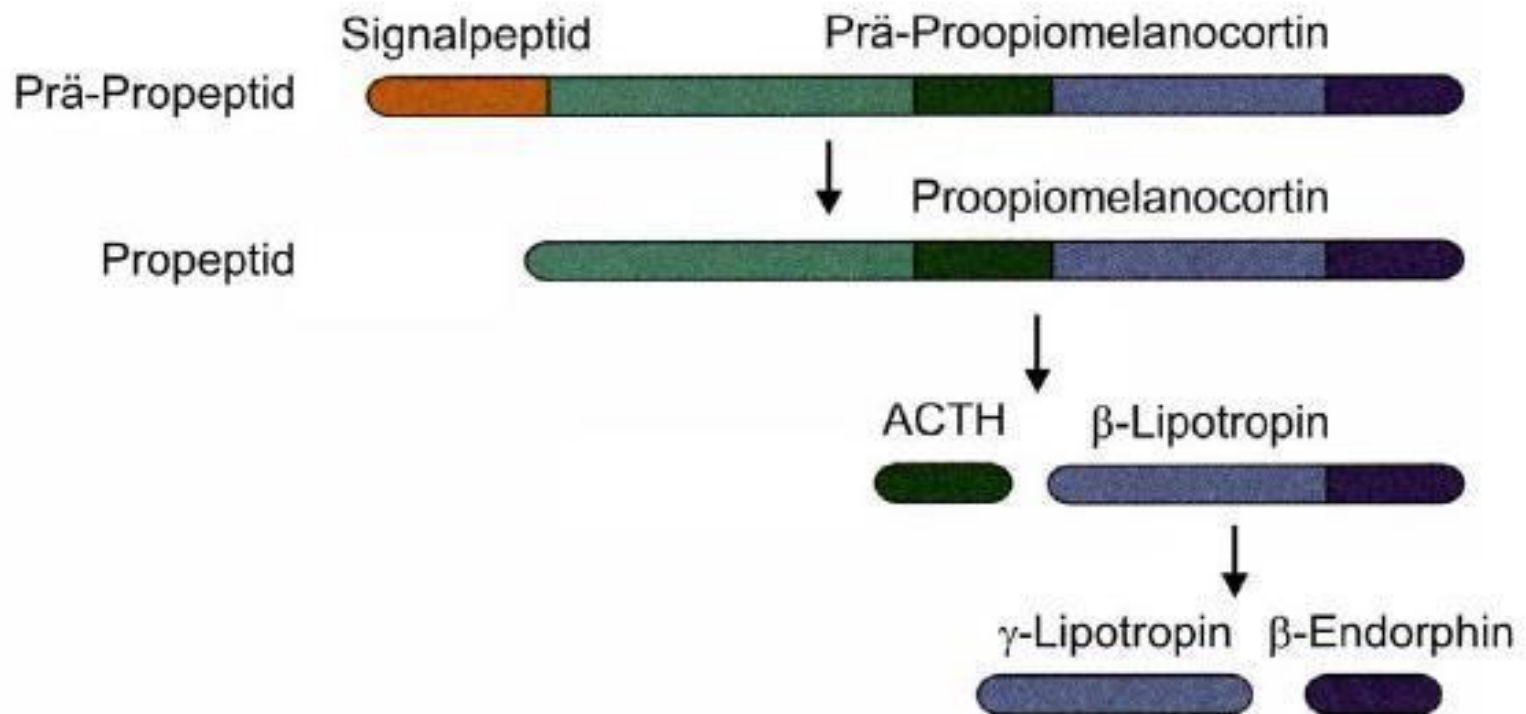 Signalpeptid Prä-Proopiomelanocortin
Prä-Propeptid
Proopiomelanocortin
Propeptid
ACTH β-Lipotropin
γ-Lipotropin β-Endorphin